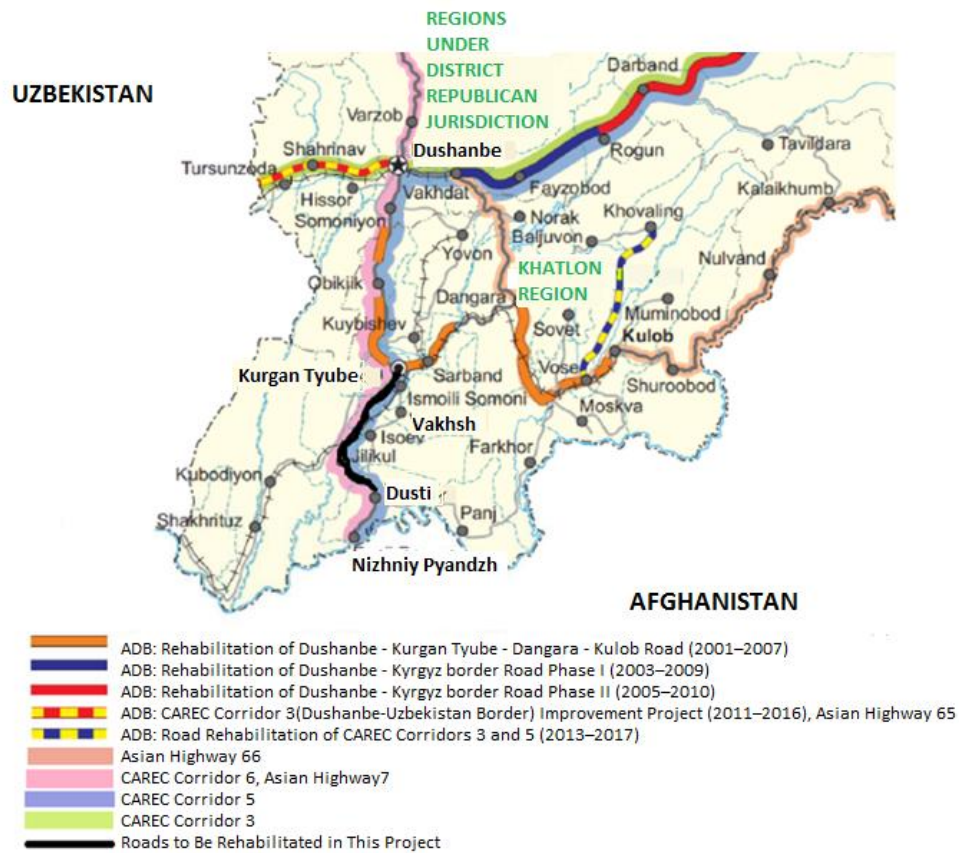 REGIONS
UNDER
DISTRICT
REPUBLICAN
JURISDICTION
UZBEKISTAN
Darband
Varzob
Dushanbe
Shahrinav
Tursunzoda
Rogun
Tavildara
Hissor
Vakhdat
Fayzobod
Kalaikhumb
Somoniyon
Norak
Khovaling
Baljuvon
Yovon
Nulvand
KHATLON
REGION
Obikiik
Dangara
Muminobod
Kuybishev
Sovet
Kulob
Vose
Kurgan Tyube
Sarband
Shuroobod
Ismoili Somoni
Moskva
Vakhsh
Isoev
Farkhor
Jilikul
Kubodiyon
Dusti
Panj
Shakhrituz
Nizhniy Pyandzh
AFGHANISTAN
ADB: Rehabilitation of Dushanbe - Kurgan Tyube - Dangara - Kulob Road (2001–2007)
ADB: Rehabilitation of Dushanbe - Kyrgyz border Road Phase I (2003–2009)
ADB: Rehabilitation of Dushanbe - Kyrgyz border Road Phase II (2005–2010)
ADB: CAREC Corridor 3(Dushanbe-Uzbekistan Border) Improvement Project (2011–2016), Asian Highway 65
ADB: Road Rehabilitation of CAREC Corridors 3 and 5 (2013–2017)
Asian Highway 66
CAREC Corridor 6, Asian Highway7
CAREC Corridor 5
CAREC Corridor 3
Roads to Be Rehabilitated in This Project